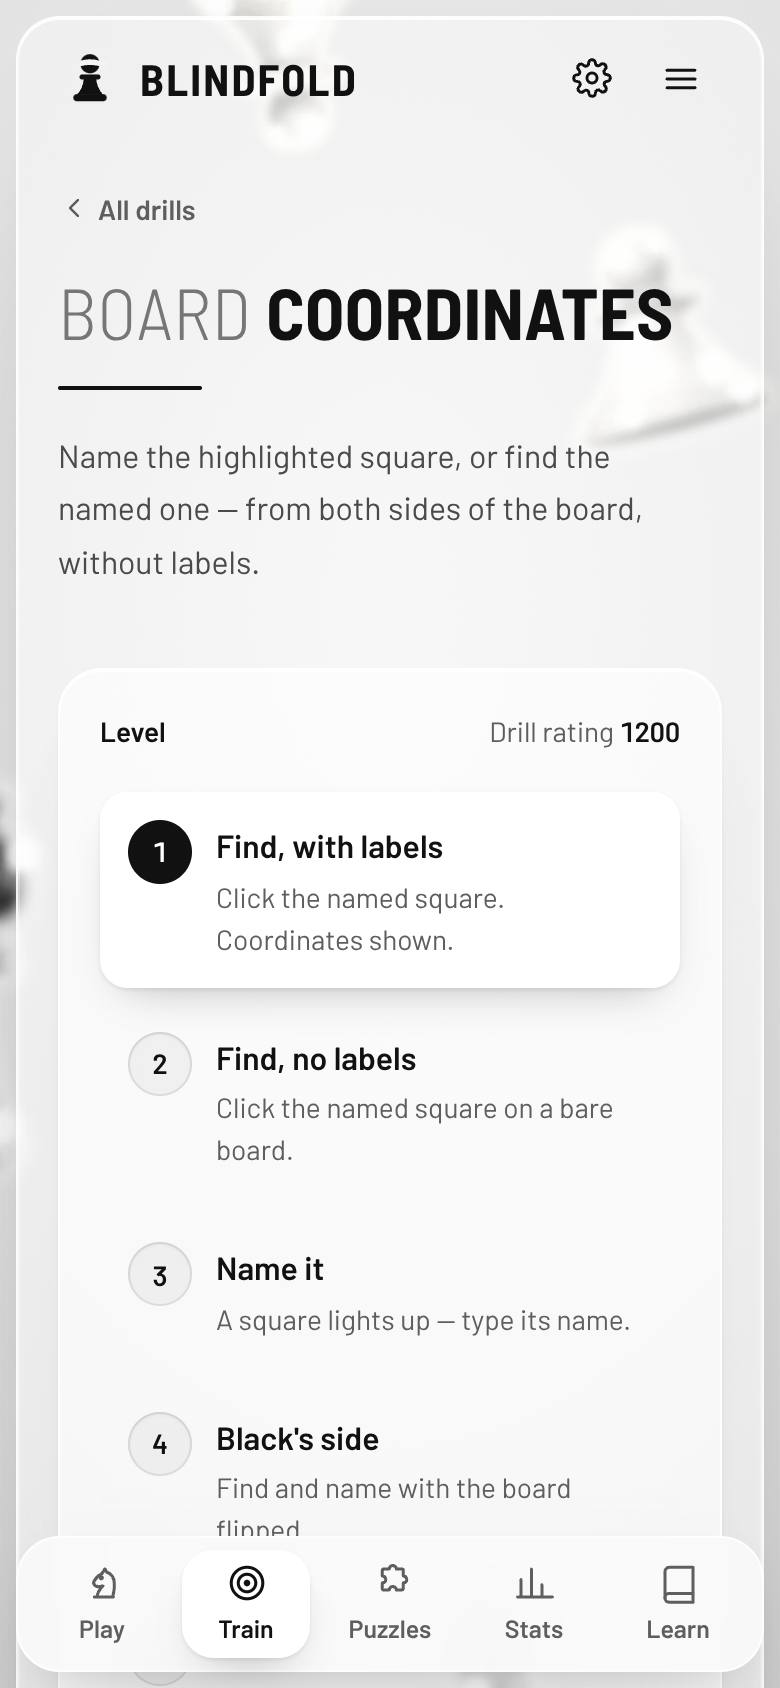 BLINDFOLD
All drills
BOARD COORDINATES
Name the highlighted square, or find the
named one — from both sides of the board,
without labels.
Level
Drill rating 1200
1
Find, with labels
Click the named square.
Coordinates shown.
2
Find, no labels
Click the named square on a bare
board.
3
Name it
A square lights up — type its name.
4
Black's side
Find and name with the board
flipped
Play
Train
Puzzles
Stats
Learn